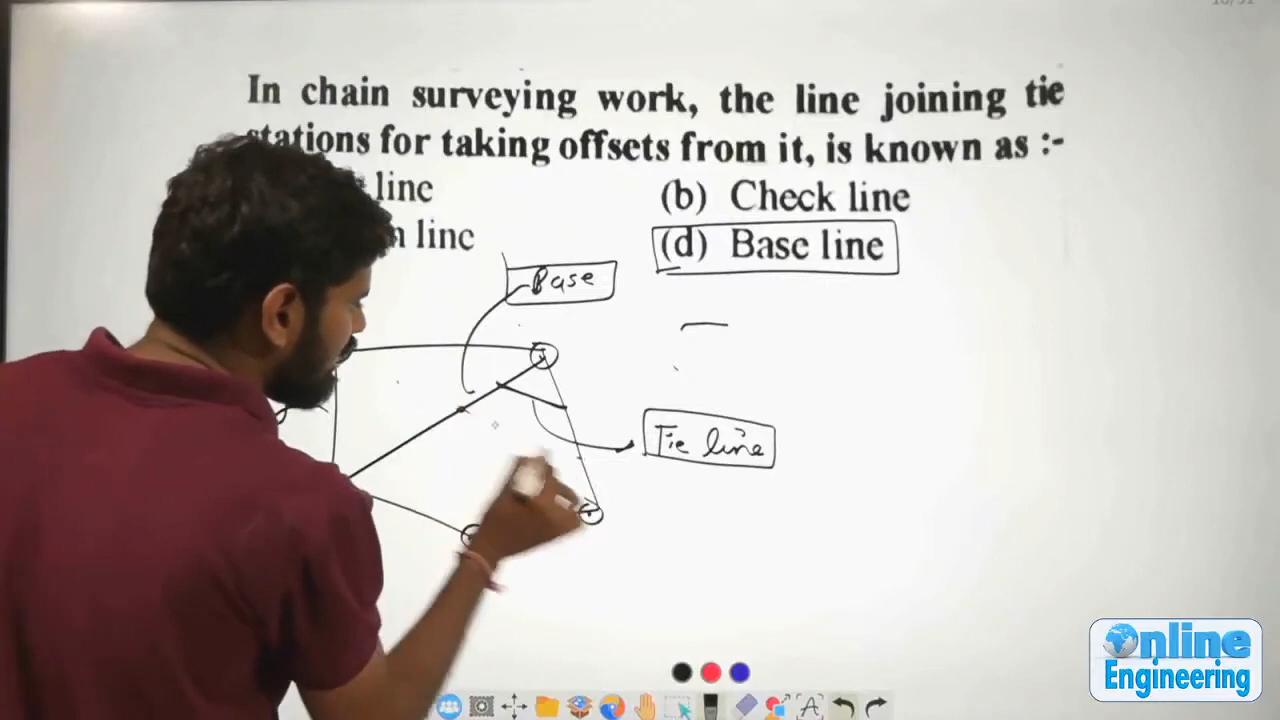 In chain surveying work, the line joining tie
stations for taking offsets from it, is known as :-
line
(b) Check line
line
(d) Base line
Base
Tie line
Online
Engineering